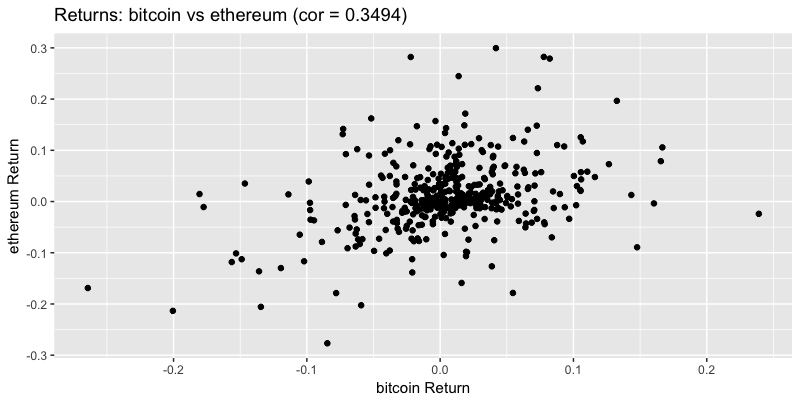 Returns: bitcoin vs ethereum (cor = 0.3494)
ethereum Return
0.3
0.2
0.1
0.0
-0.1
-0.2
-0.3
-0.2 -0.1 0.0 0.1 0.2
bitcoin Return